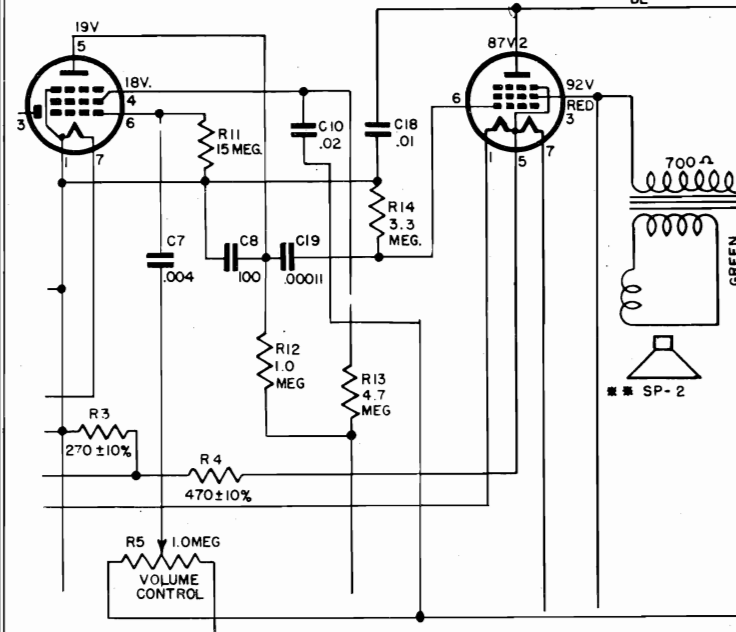 19V
5
18V.
4
6
3
1
7
R11
15 MEG.
C10
.02
C18
.01
87V 2
92V
RED
3
6
1
5
7
700 Ω
R14
3.3
MEG.
C7
.004
C8
100
C19
.00011
GREEN
R12
1.0
MEG
R13
4.7
MEG
** SP-2
R3
270±10%
R4
470±10%
R5 1.0MEG
VOLUME
CONTROL